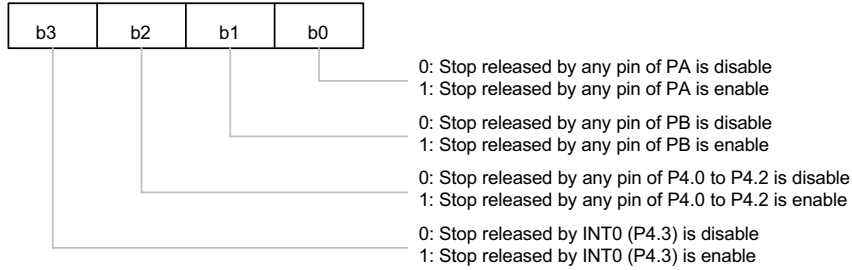 b3 b2 b1 b0
0: Stop released by any pin of PA is disable
1: Stop released by any pin of PA is enable
0: Stop released by any pin of PB is disable
1: Stop released by any pin of PB is enable
0: Stop released by any pin of P4.0 to P4.2 is disable
1: Stop released by any pin of P4.0 to P4.2 is enable
0: Stop released by INT0 (P4.3) is disable
1: Stop released by INT0 (P4.3) is enable